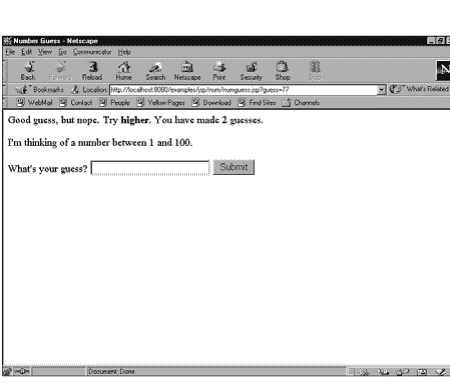 Number Guess - Netscape
File Edit View Go Communicator Help
Back Forward Reload Home Search Netscape Print Security Shop Stop
Bookmarks Location: http://localhost:8080/examples/jsp/num/numguess.jsp?guess=77 What's Related
WebMail Contact People Yellow Pages Download Find Sites Channels
Good guess, but nope. Try higher. You have made 2 guesses.
I'm thinking of a number between 1 and 100.
What's your guess? Submit
Document: Done